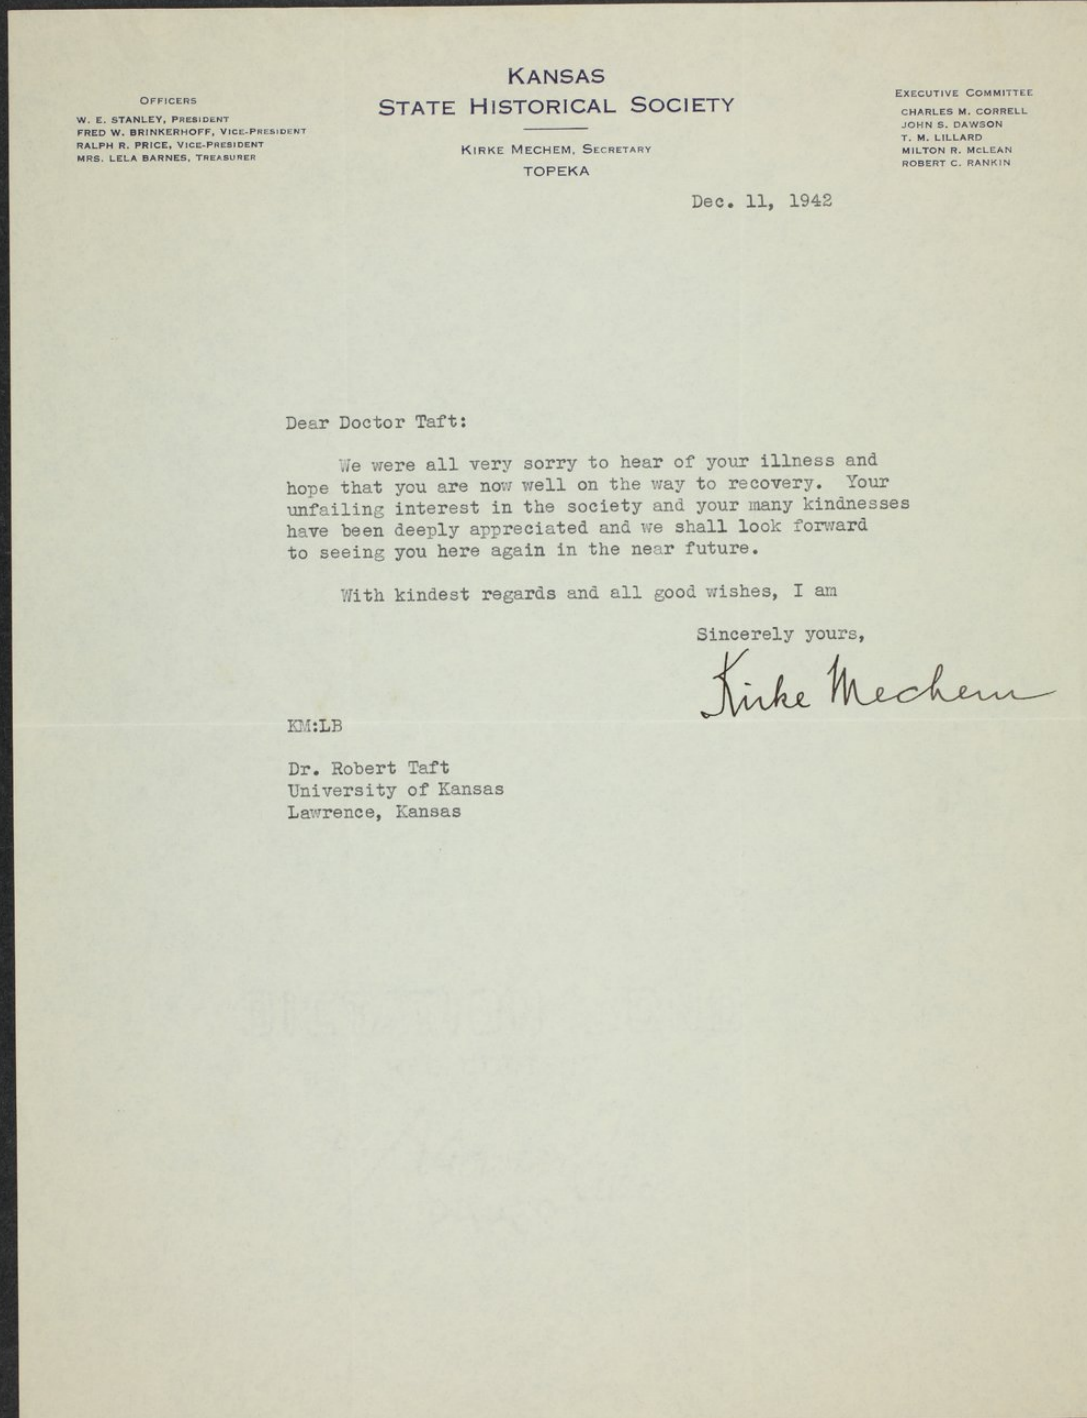 KANSAS
STATE HISTORICAL SOCIETY
KIRKE MECHEM, SECRETARY
TOPEKA
OFFICERS
W. E. STANLEY, PRESIDENT
FRED W. BRINKERHOFF, VICE-PRESIDENT
RALPH R. PRICE, VICE-PRESIDENT
MRS. LELA BARNES, TREASURER
EXECUTIVE COMMITTEE
CHARLES M. CORRELL
JOHN S. DAWSON
T. M. LILLARD
MILTON R. McLEAN
ROBERT C. RANKIN
Dec. 11, 1942
Dear Doctor Taft:
We were all very sorry to hear of your illness and
hope that you are now well on the way to recovery. Your
unfailing interest in the society and your many kindnesses
have been deeply appreciated and we shall look forward
to seeing you here again in the near future.
With kindest regards and all good wishes, I am
Sincerely yours,
Kirke Mechem
KM:LB
Dr. Robert Taft
University of Kansas
Lawrence, Kansas